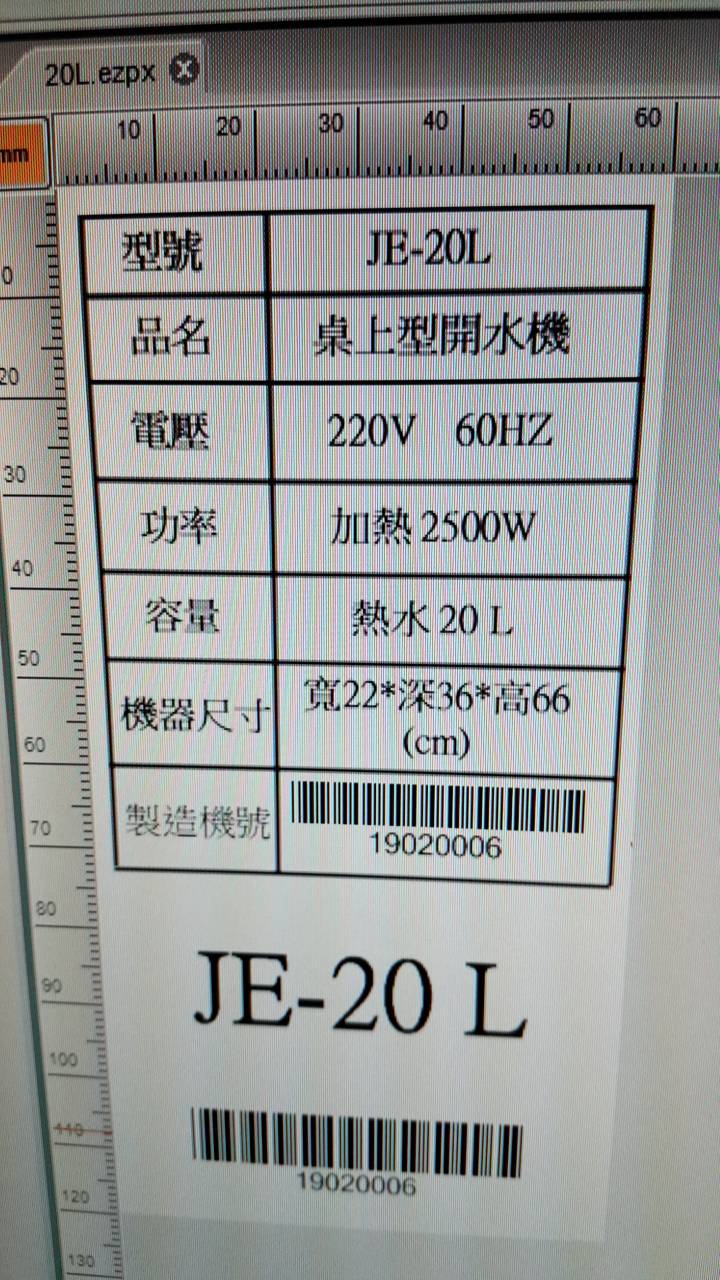 20L.ezpx
10 20 30 40 50 60
mm
型號 JE-20L
0
品名 桌上型開水機
20
電壓 220V 60HZ
30
功率 加熱 2500W
40
容量 熱水 20 L
50
機器尺寸 寬22*深36*高66
(cm)
60
製造機號
19020006
70
80
JE-20 L
90
100
110
19020006
120
130